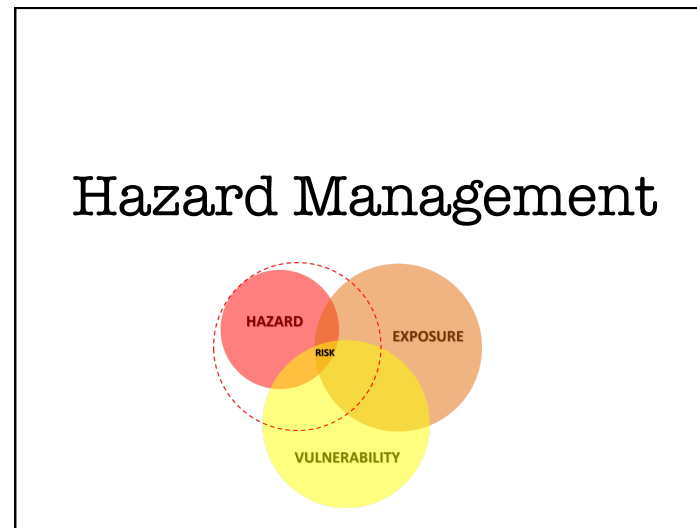 Hazard Management
HAZARD
EXPOSURE
RISK
VULNERABILITY